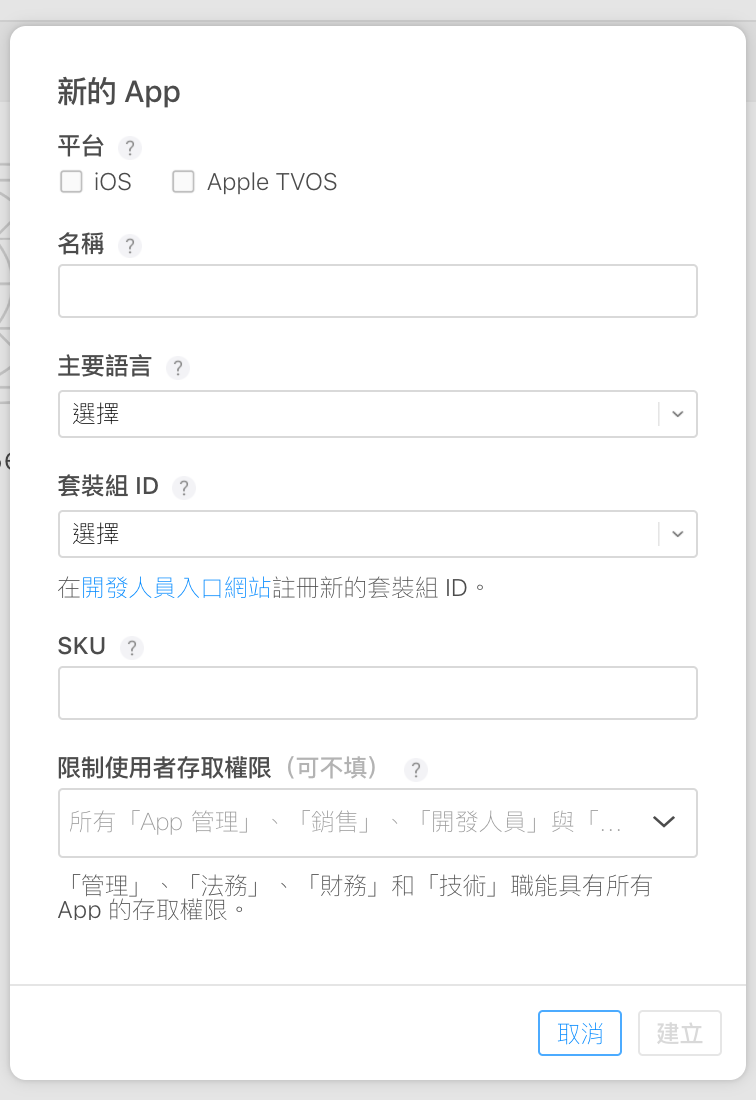 新的 App
平台 ?
iOS Apple TVOS
名稱 ?
主要語言 ?
選擇
套裝組 ID ?
選擇
在開發人員入口網站註冊新的套裝組 ID。
SKU ?
限制使用者存取權限（可不填） ?
所有「App 管理」、「銷售」、「開發人員」與「...
「管理」、「法務」、「財務」和「技術」職能具有所有
App 的存取權限。
取消 建立